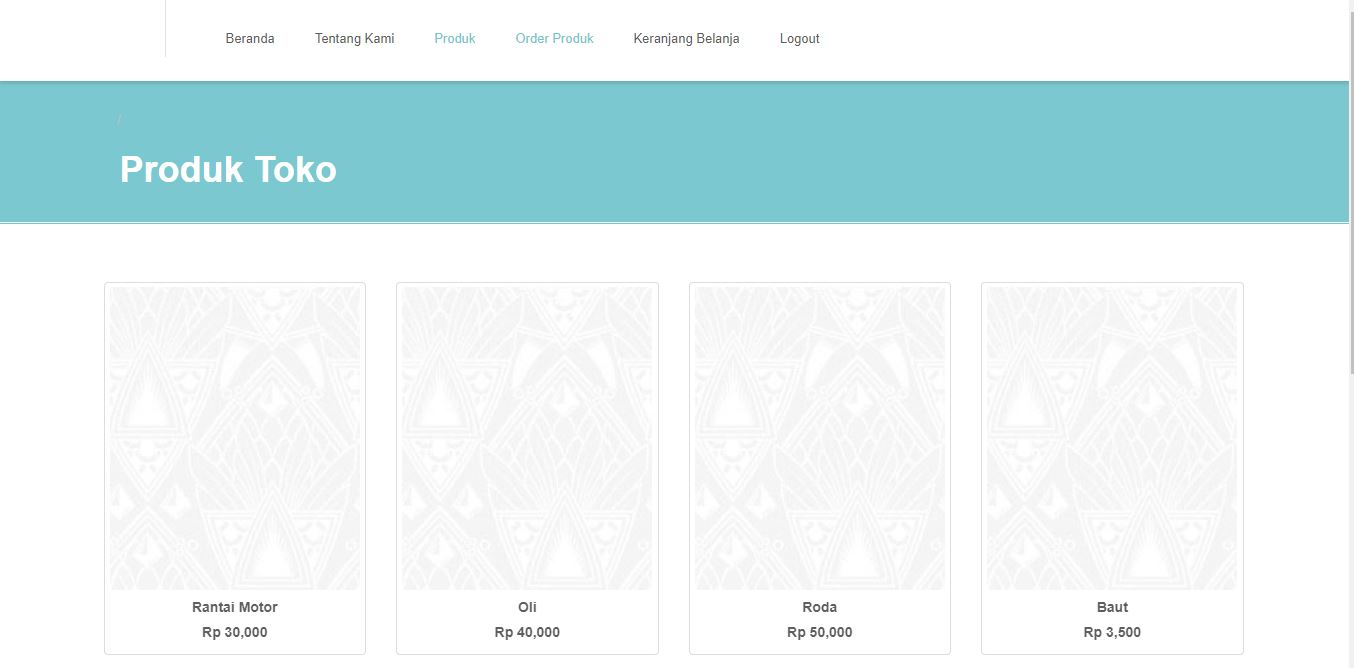 Beranda Tentang Kami Produk Order Produk Keranjang Belanja Logout
/
Produk Toko
Rantai Motor Oli Roda Baut
Rp 30,000 Rp 40,000 Rp 50,000 Rp 3,500